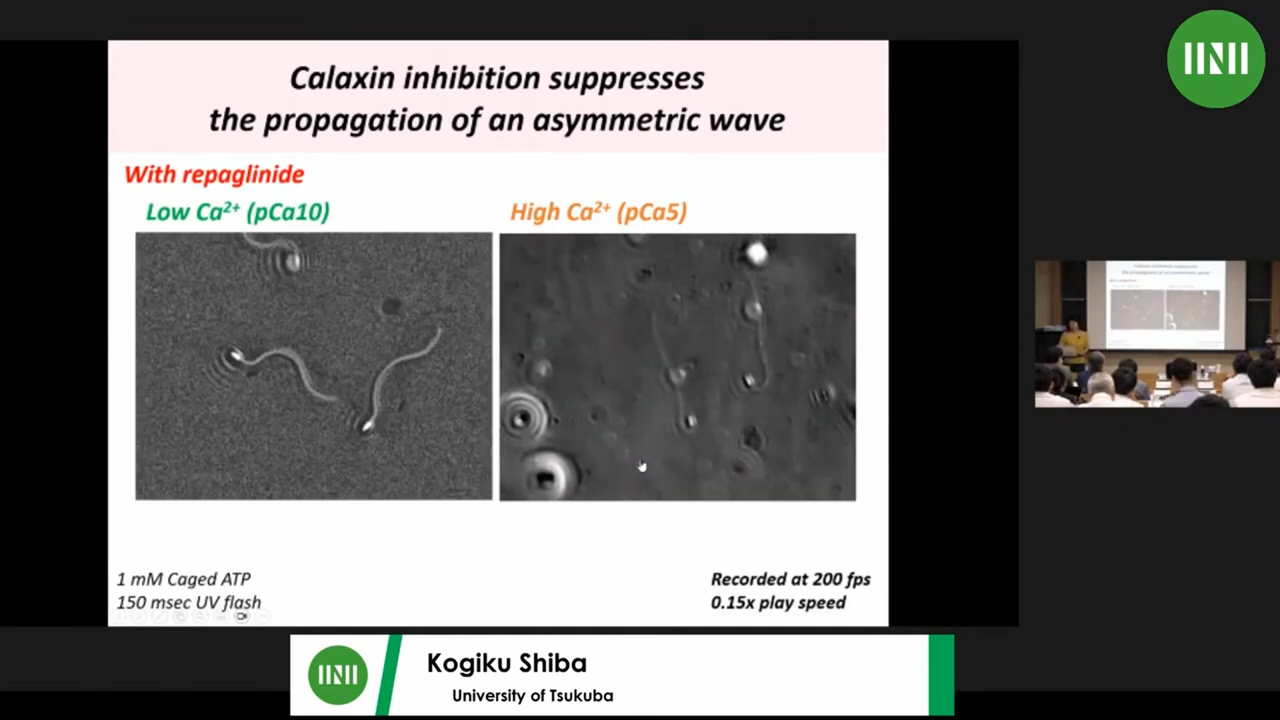 Calaxin inhibition suppresses
the propagation of an asymmetric wave
With repaglinide
Low Ca²⁺ (pCa10)
High Ca²⁺ (pCa5)
1 mM Caged ATP
150 msec UV flash
Recorded at 200 fps
0.15x play speed
Kogiku Shiba
University of Tsukuba